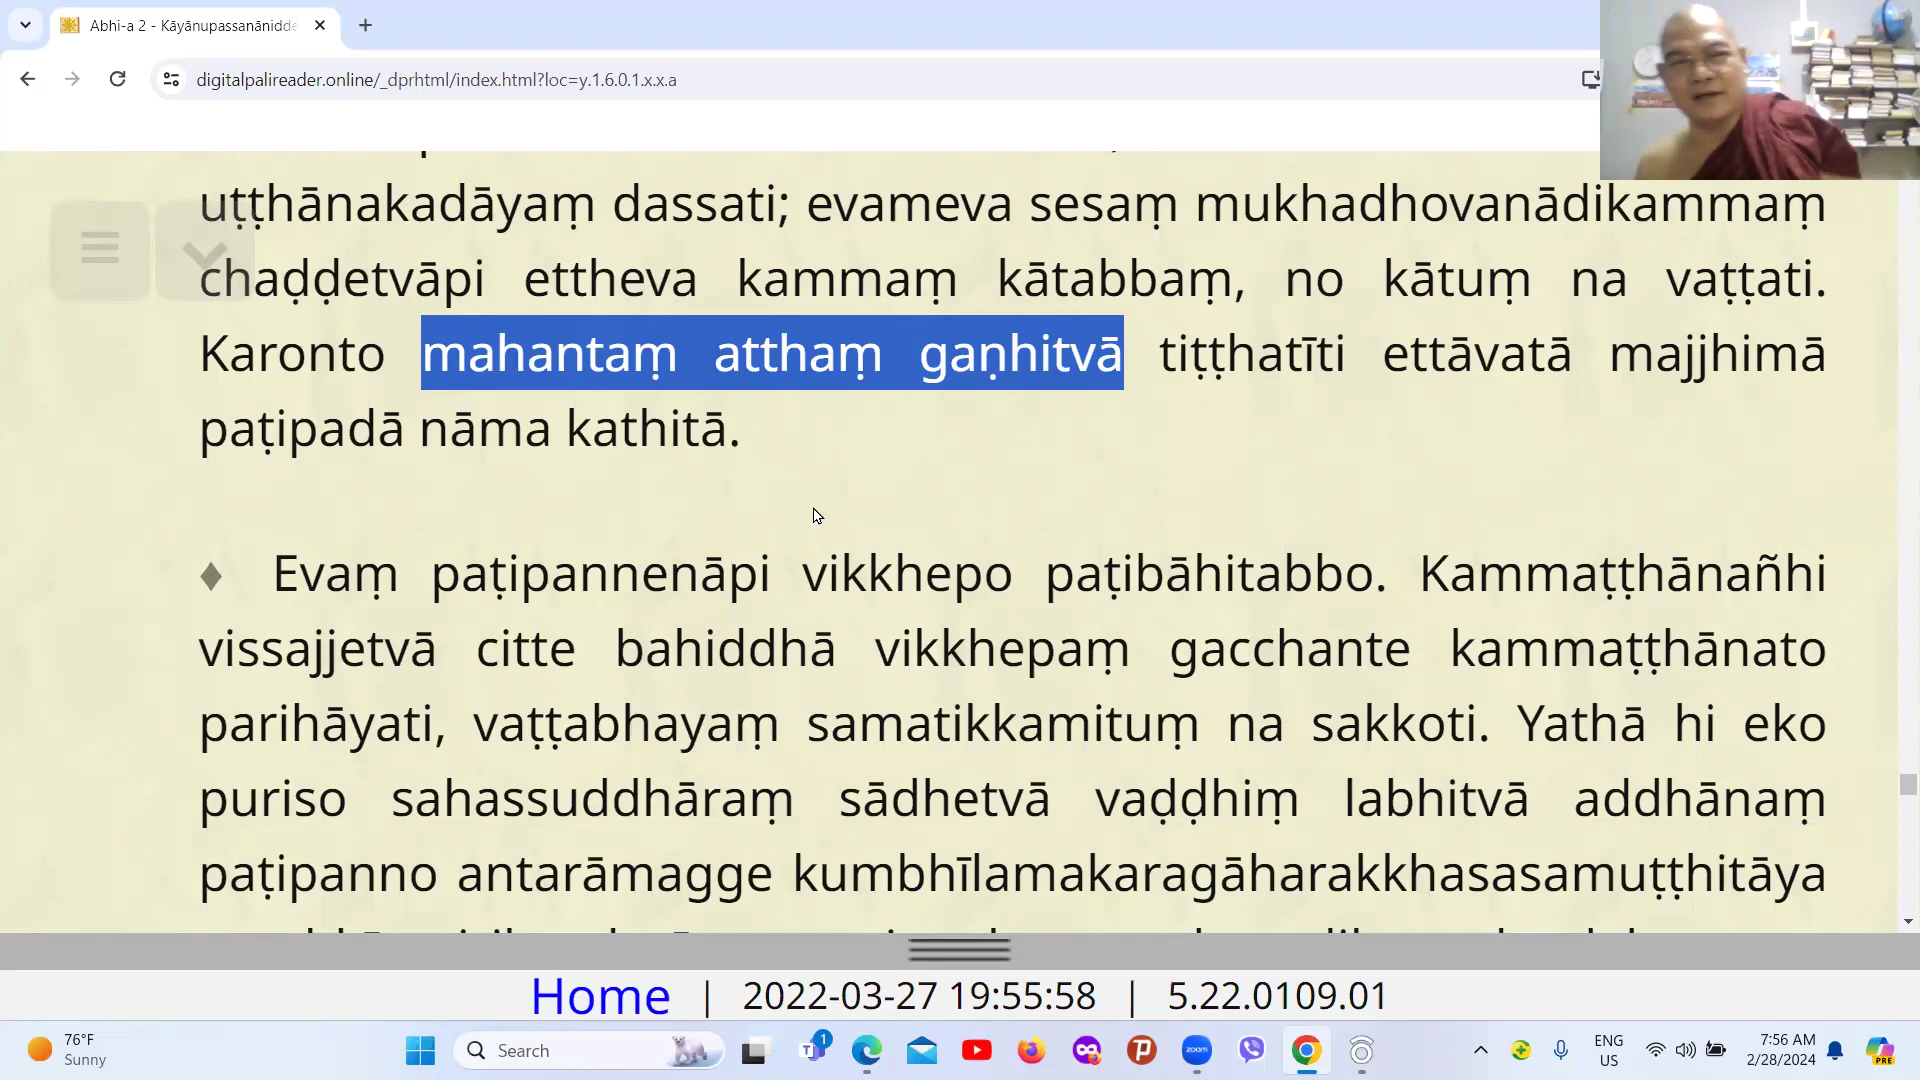 Abhi-a 2 - Kāyānupassanānidde
digitalpalireader.online/_dprhtml/index.html?loc=y.1.6.0.1.x.x.a
uṭṭhānakadāyaṃ dassati; evameva sesaṃ mukhadhovanādikammaṃ
chaḍḍetvāpi ettheva kammaṃ kātabbaṃ, no kātuṃ na vaṭṭati.
Karonto mahantaṃ atthaṃ gaṇhitvā tiṭṭhatīti ettāvatā majjhimā
paṭipadā nāma kathitā.
♦ Evaṃ paṭipannenāpi vikkhepo paṭibāhitabbo. Kammaṭṭhānañhi
vissajjetvā citte bahiddhā vikkhepaṃ gacchante kammaṭṭhānato
parihāyati, vaṭṭabhayaṃ samatikkamituṃ na sakkoti. Yathā hi eko
puriso sahassuddhāraṃ sādhetvā vaḍḍhiṃ labhitvā addhānaṃ
paṭipanno antarāmagge kumbhīlamakaragāharakkhasasamuṭṭhitāya
Home | 2022-03-27 19:55:58 | 5.22.0109.01
76°F
Sunny
Search
1
zoom
ENG
US
7:56 AM
2/28/2024
PRE